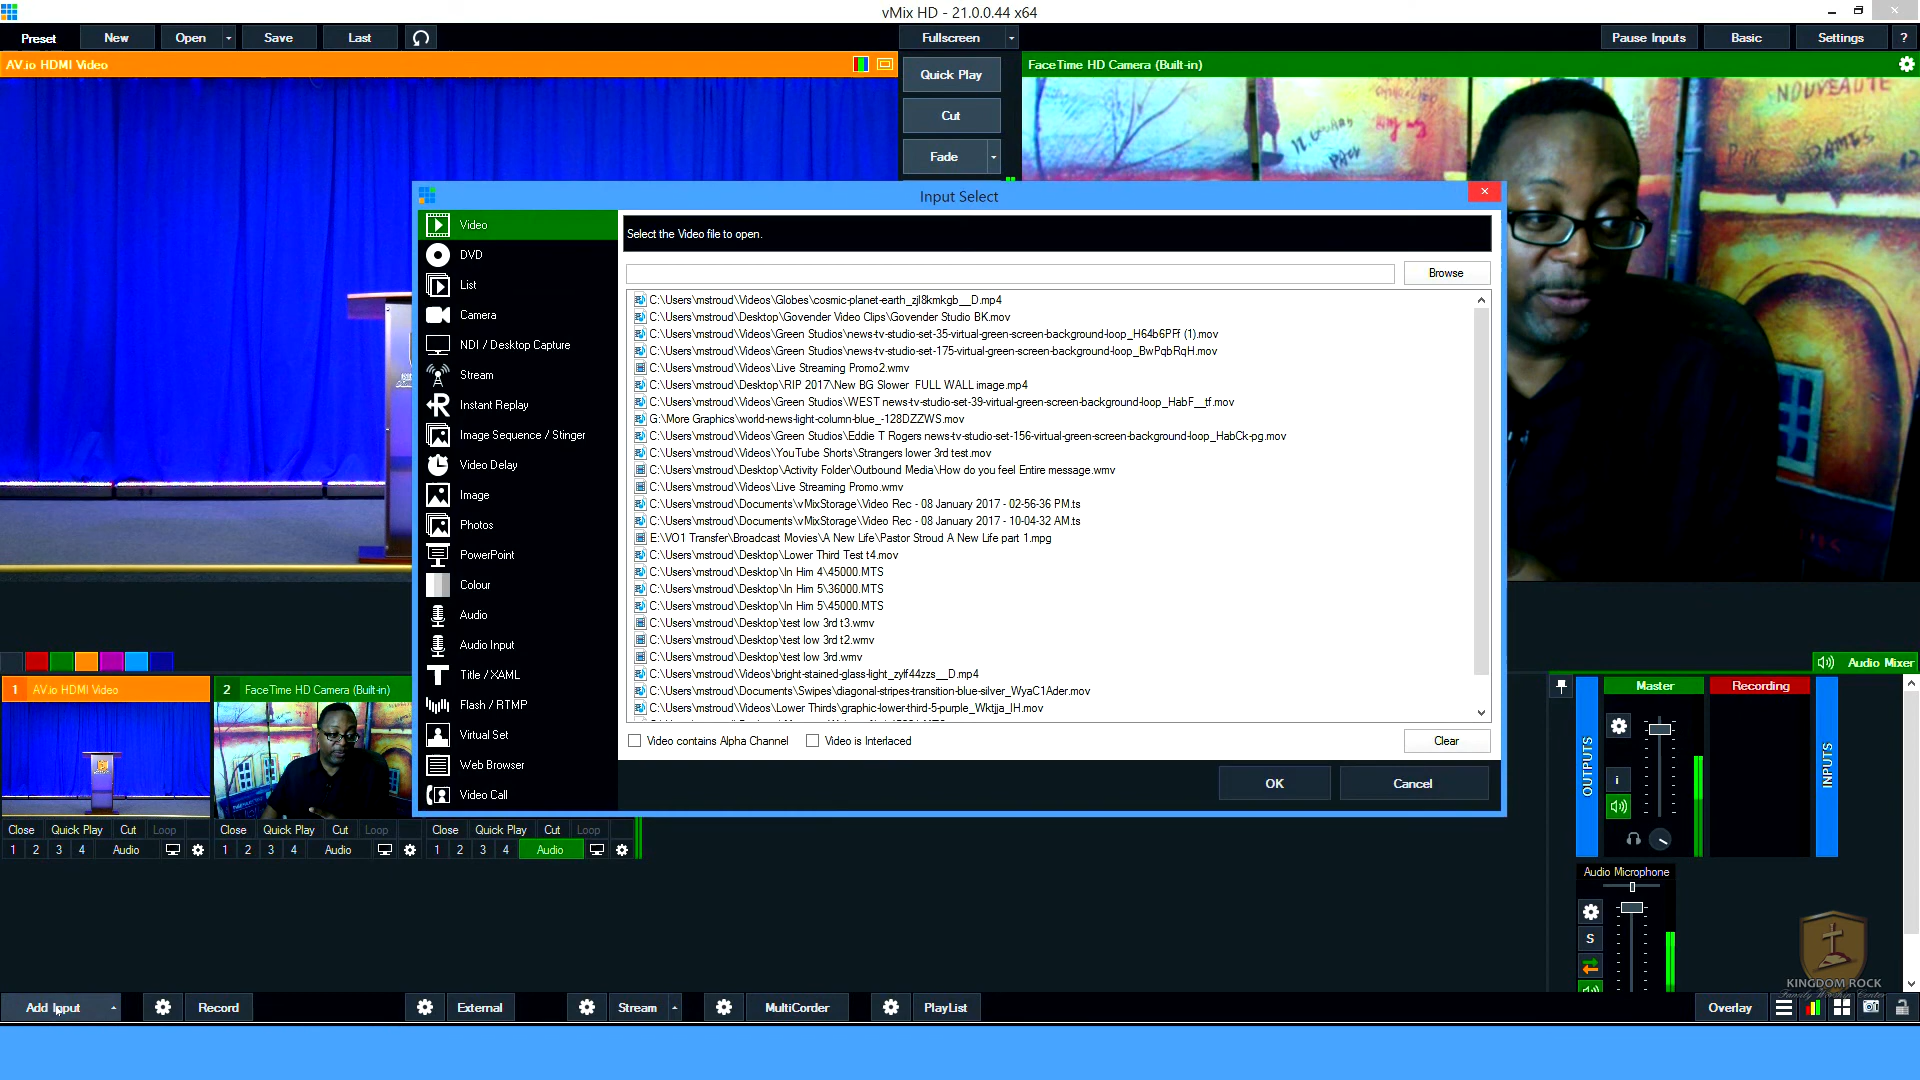 vMix HD - 21.0.0.44 x64
Preset
New
Open
Save
Last
Fullscreen
Pause Inputs
Basic
Settings
?
AV.io HDMI Video
Quick Play
Cut
Fade
FaceTime HD Camera (Built-in)
NOUVEAUTE
DAMES
Input Select
Video
DVD
List
Camera
NDI / Desktop Capture
Stream
Instant Replay
Image Sequence / Stinger
Video Delay
Image
Photos
PowerPoint
Colour
Audio
Audio Input
Title / XAML
Flash / RTMP
Virtual Set
Web Browser
Video Call
Select the Video file to open.
Browse
C:\Users\mstroud\Videos\Globes\cosmic-planet-earth_zjl8kmkgb__D.mp4
C:\Users\mstroud\Desktop\Govender Video Clips\Govender Studio BK.mov
C:\Users\mstroud\Videos\Green Studios\news-tv-studio-set-35-virtual-green-screen-background-loop_H64b6PFf (1).mov
C:\Users\mstroud\Videos\Green Studios\news-tv-studio-set-175-virtual-green-screen-background-loop_BwPqbRqH.mov
C:\Users\mstroud\Videos\Live Streaming Promo2.wmv
C:\Users\mstroud\Desktop\RIP 2017\New BG Slower  FULL WALL image.mp4
C:\Users\mstroud\Videos\Green Studios\WEST news-tv-studio-set-39-virtual-green-screen-background-loop_HabF__tf.mov
G:\More Graphics\world-news-light-column-blue_-128DZZWS.mov
C:\Users\mstroud\Videos\Green Studios\Eddie T Rogers news-tv-studio-set-156-virtual-green-screen-background-loop_HabCk-pg.mov
C:\Users\mstroud\Videos\YouTube Shorts\Strangers lower 3rd test.mov
C:\Users\mstroud\Desktop\Activity Folder\Outbound Media\How do you feel Entire message.wmv
C:\Users\mstroud\Videos\Live Streaming Promo.wmv
C:\Users\mstroud\Documents\vMixStorage\Video Rec - 08 January 2017 - 02-56-36 PM.ts
C:\Users\mstroud\Documents\vMixStorage\Video Rec - 08 January 2017 - 10-04-32 AM.ts
E:\VO1 Transfer\Broadcast Movies\A New Life\Pastor Stroud A New Life part 1.mpg
C:\Users\mstroud\Desktop\Lower Third Test t4.mov
C:\Users\mstroud\Desktop\In Him 4\45000.MTS
C:\Users\mstroud\Desktop\In Him 5\36000.MTS
C:\Users\mstroud\Desktop\In Him 5\45000.MTS
C:\Users\mstroud\Desktop\test low 3rd t3.wmv
C:\Users\mstroud\Desktop\test low 3rd t2.wmv
C:\Users\mstroud\Desktop\test low 3rd.wmv
C:\Users\mstroud\Videos\bright-stained-glass-light_zylf44zzs__D.mp4
C:\Users\mstroud\Documents\Swipes\diagonal-stripes-transition-blue-silver_WyaC1Ader.mov
C:\Users\mstroud\Videos\Lower Thirds\graphic-lower-third-5-purple_Wktjja_IH.mov
Video contains Alpha Channel
Video is Interlaced
Clear
OK
Cancel
1 AV.io HDMI Video
2 FaceTime HD Camera (Built-in)
Close Quick Play Cut Loop
1 2 3 4 Audio
Close Quick Play Cut Loop
1 2 3 4 Audio
Close Quick Play Cut Loop
1 2 3 4 Audio
Audio Mixer
Master
Recording
OUTPUTS
INPUTS
i
Audio Microphone
S
KINGDOM ROCK
Family Worship Center
Add Input
Record
External
Stream
MultiCorder
PlayList
Overlay